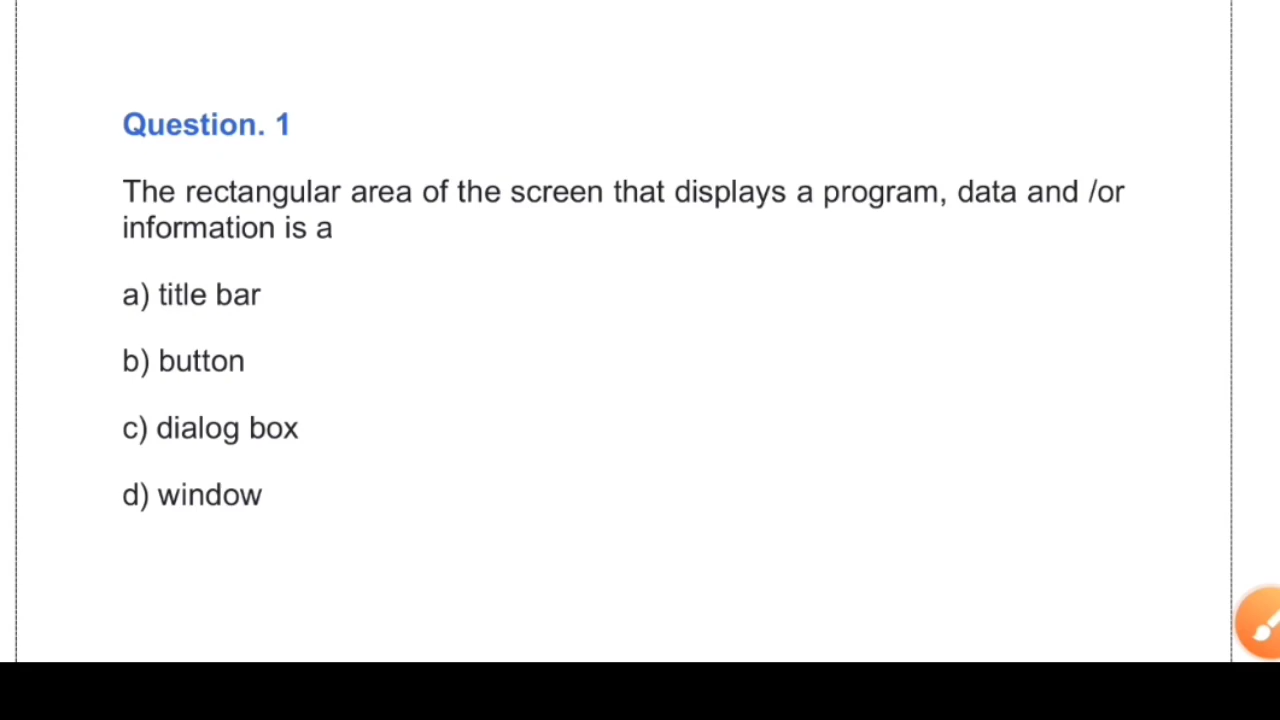 Question. 1
The rectangular area of the screen that displays a program, data and /or
information is a
a) title bar
b) button
c) dialog box
d) window